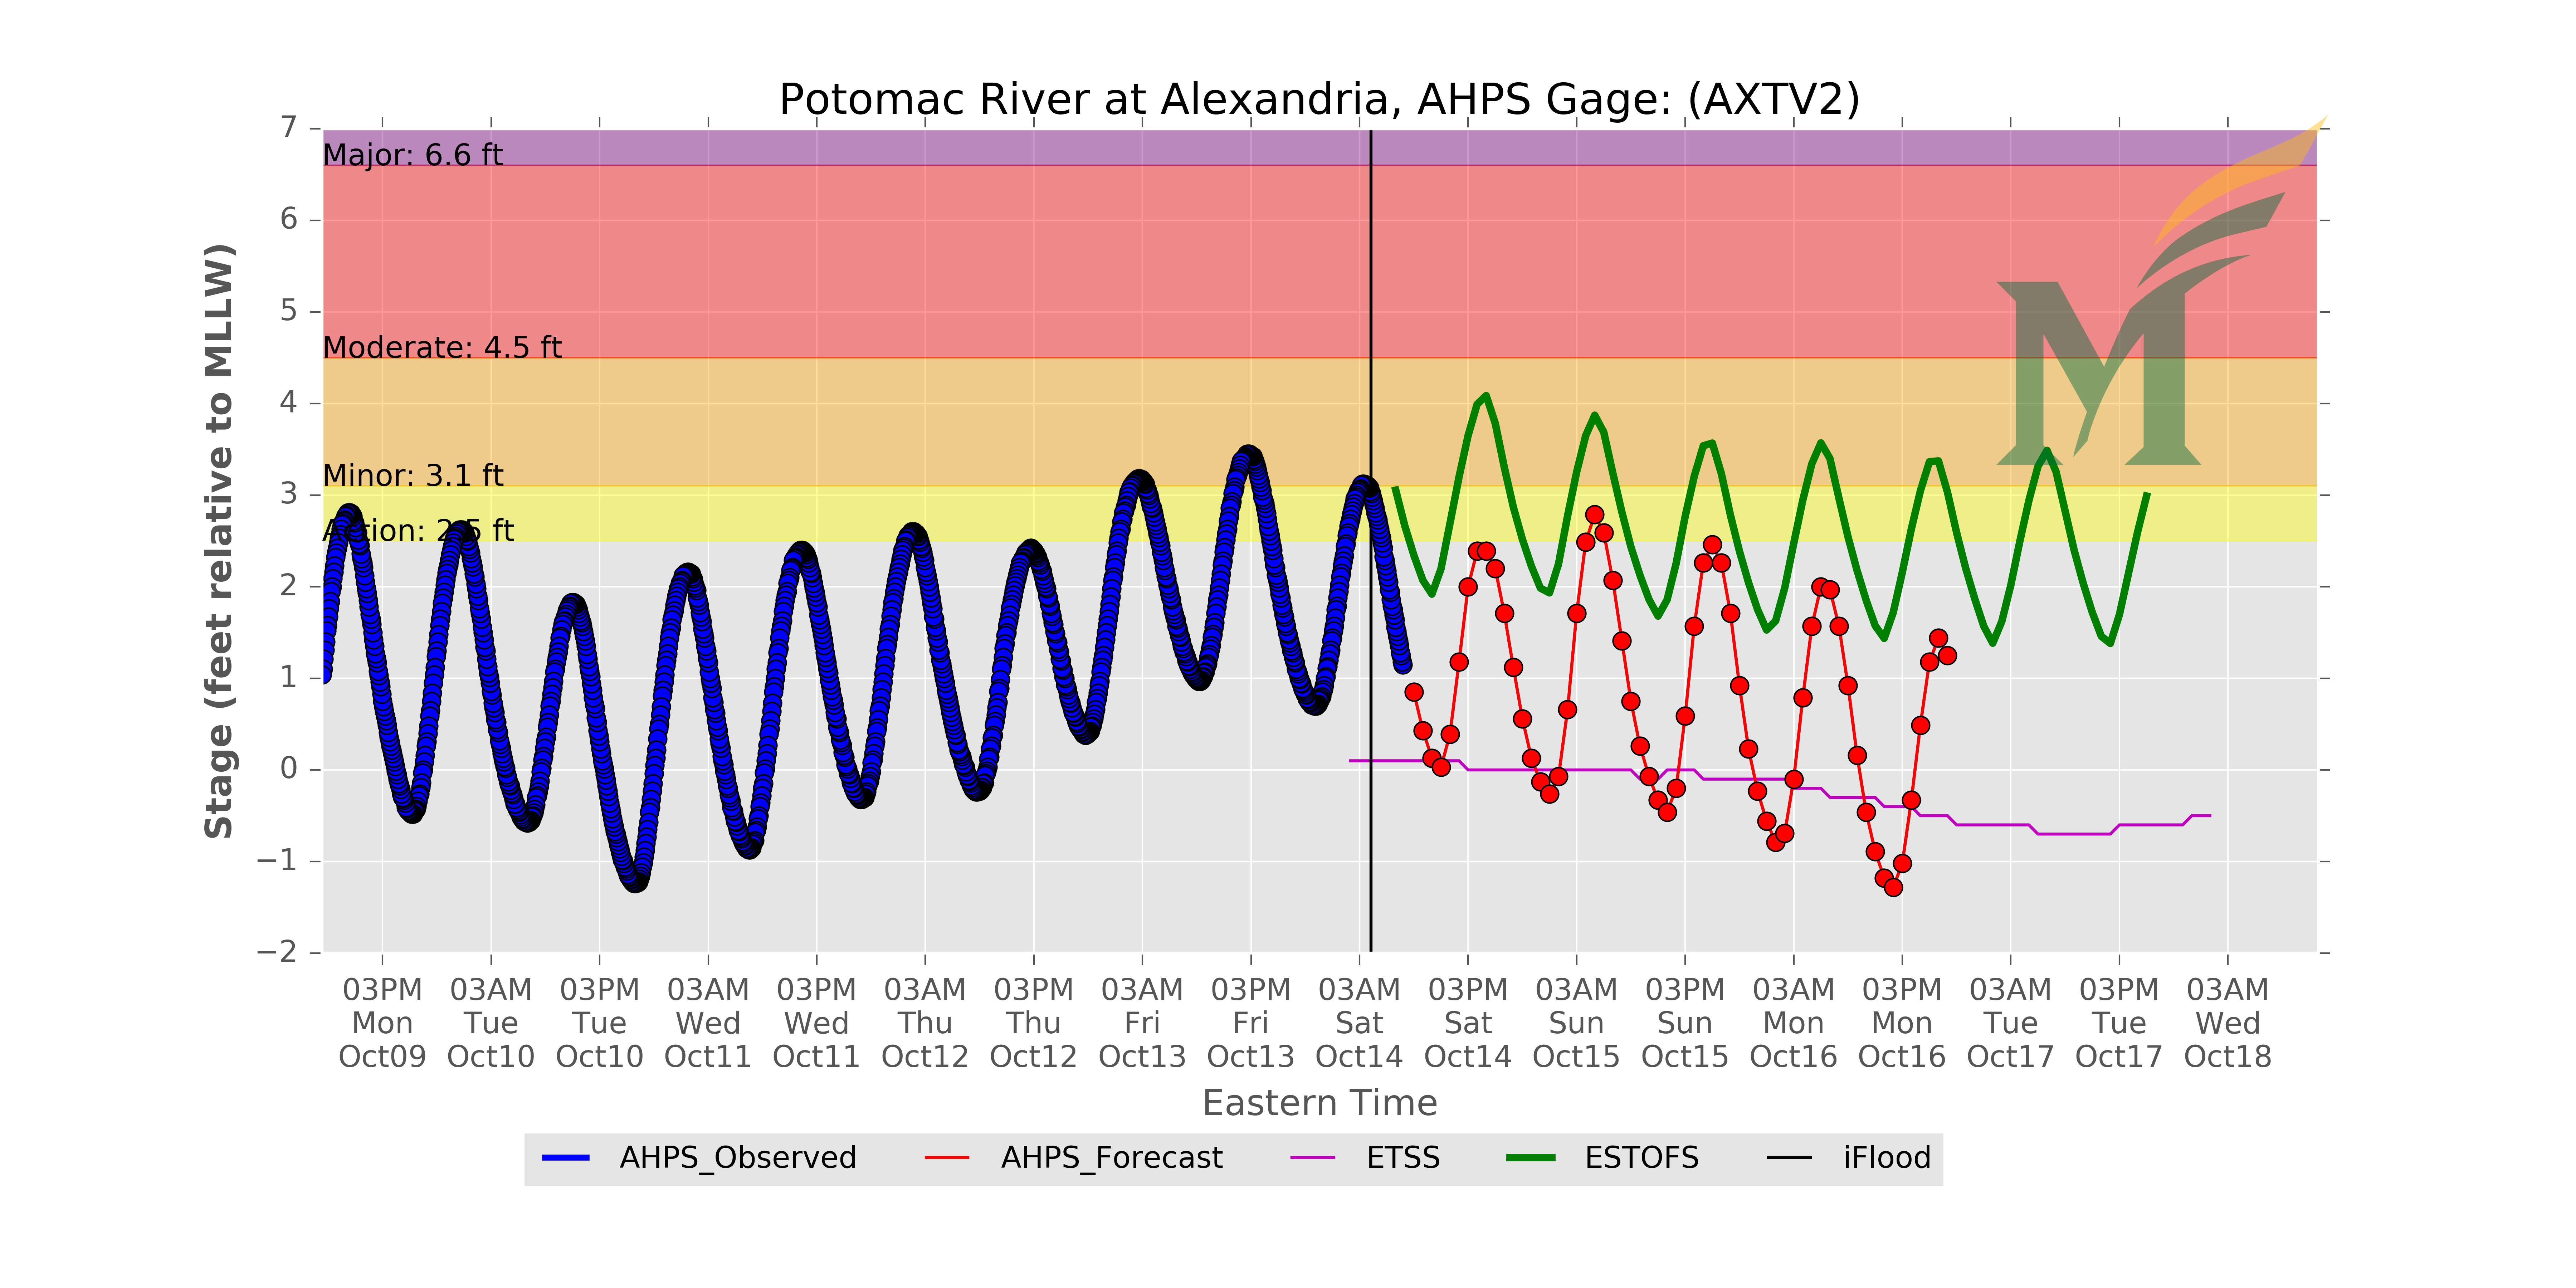 Potomac River at Alexandria, AHPS Gage: (AXTV2)
7
6
5
4
3
2
1
0
−1
−2
Stage (feet relative to MLLW)
Major: 6.6 ft
Moderate: 4.5 ft
Minor: 3.1 ft
Action: 2.5 ft
03PM 03AM 03PM 03AM 03PM 03AM 03PM 03AM 03PM 03AM 03PM 03AM 03PM 03AM 03PM 03AM 03PM 03AM
Mon Tue Tue Wed Wed Thu Thu Fri Fri Sat Sat Sun Sun Mon Mon Tue Tue Wed
Oct09 Oct10 Oct10 Oct11 Oct11 Oct12 Oct12 Oct13 Oct13 Oct14 Oct14 Oct15 Oct15 Oct16 Oct16 Oct17 Oct17 Oct18
Eastern Time
AHPS_Observed AHPS_Forecast ETSS ESTOFS iFlood